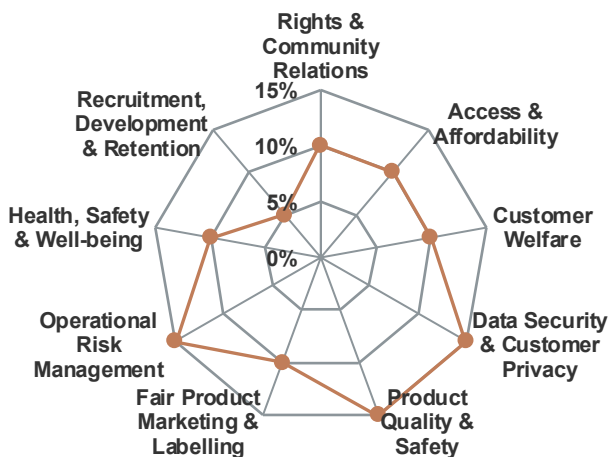 Rights &
Community
Relations
15%
10%
5%
0%
Access &
Affordability
Customer
Welfare
Data Security
& Customer
Privacy
Product
Quality &
Safety
Fair Product
Marketing &
Labelling
Operational
Risk
Management
Health, Safety
& Well-being
Recruitment,
Development
& Retention